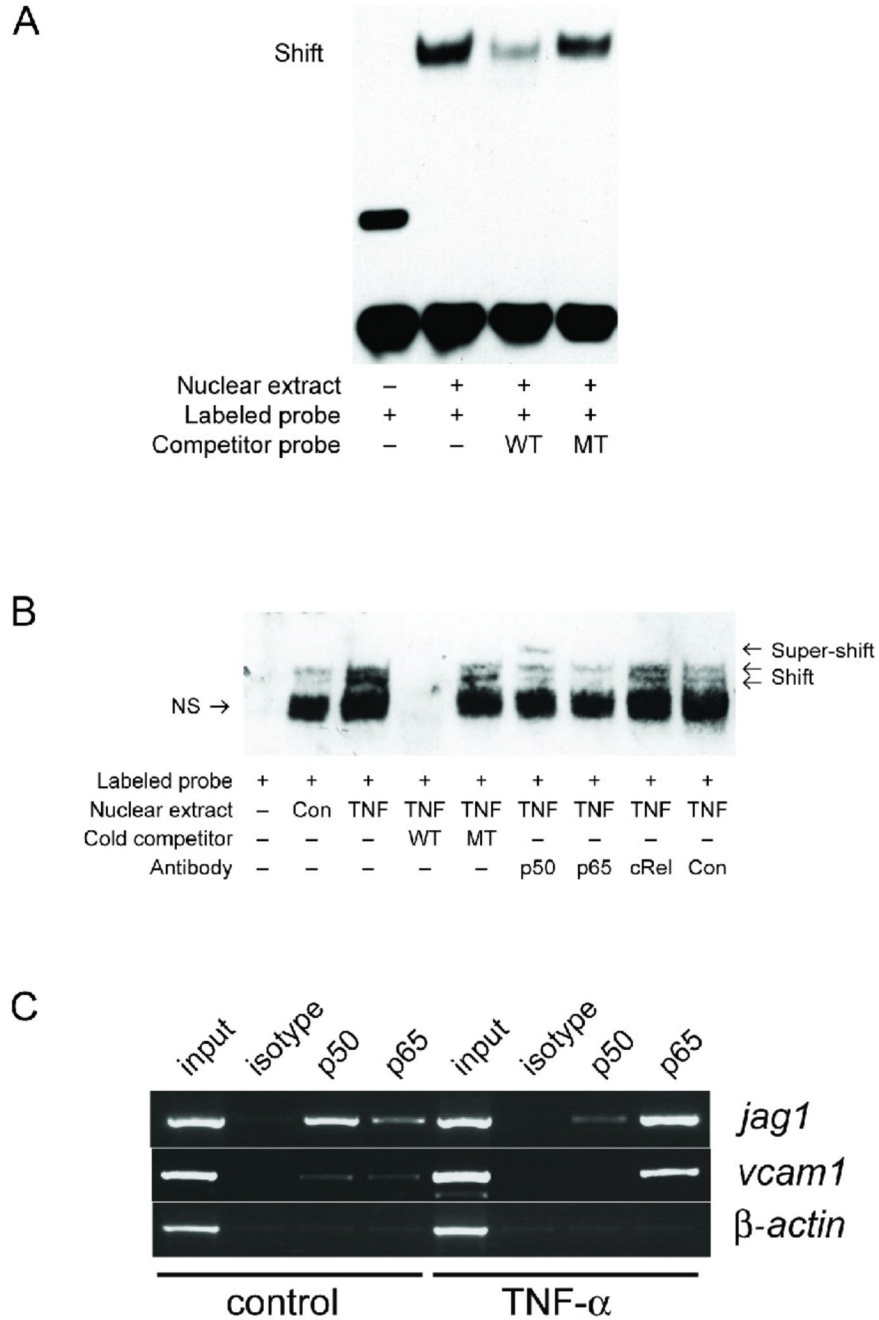 A
Shift
Nuclear extract – + + +
Labeled probe + + + +
Competitor probe – – WT MT
B
← Super-shift
← 
← Shift
NS →
Labeled probe + + + + + + + + +
Nuclear extract – Con TNF TNF TNF TNF TNF TNF TNF
Cold competitor – – – WT MT – – – –
Antibody – – – – – p50 p65 cRel Con
C
input isotype p50 p65 input isotype p50 p65
jag1
vcam1
β-actin
control TNF-α